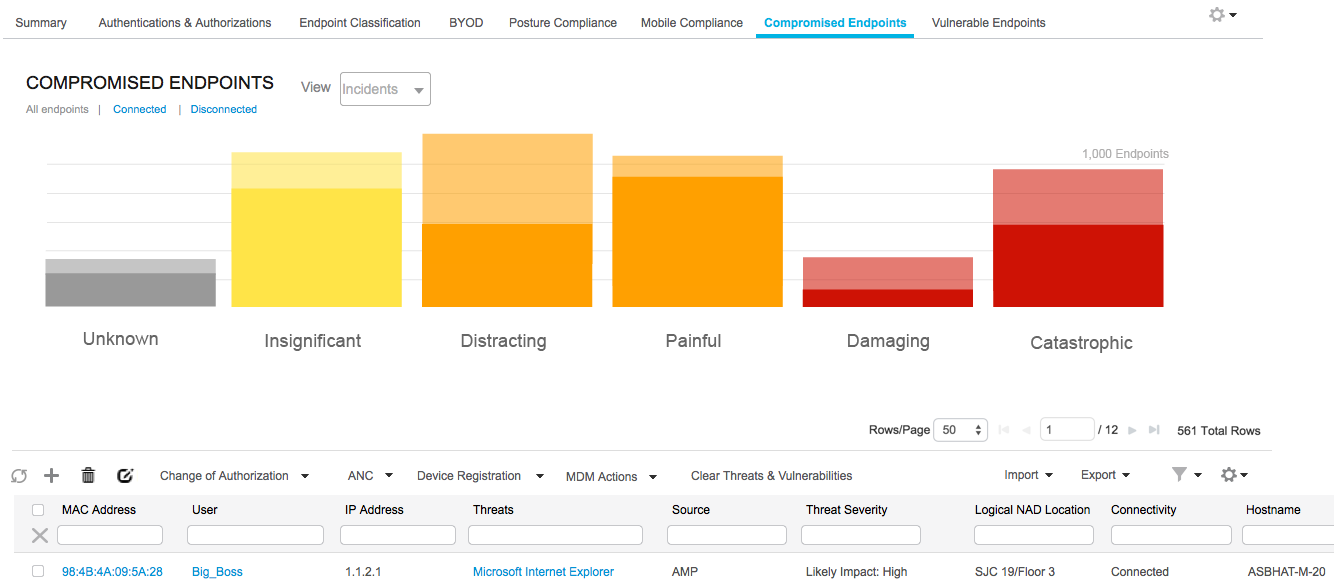 Summary Authentications & Authorizations Endpoint Classification BYOD Posture Compliance Mobile Compliance Compromised Endpoints Vulnerable Endpoints
COMPROMISED ENDPOINTS View Incidents
All endpoints | Connected | Disconnected
1,000 Endpoints
Unknown Insignificant Distracting Painful Damaging Catastrophic
Rows/Page 50 1 / 12 561 Total Rows
Change of Authorization ANC Device Registration MDM Actions Clear Threats & Vulnerabilities Import Export
MAC Address User IP Address Threats Source Threat Severity Logical NAD Location Connectivity Hostname
98:4B:4A:09:5A:28 Big_Boss 1.1.2.1 Microsoft Internet Explorer AMP Likely Impact: High SJC 19/Floor 3 Connected ASBHAT-M-20